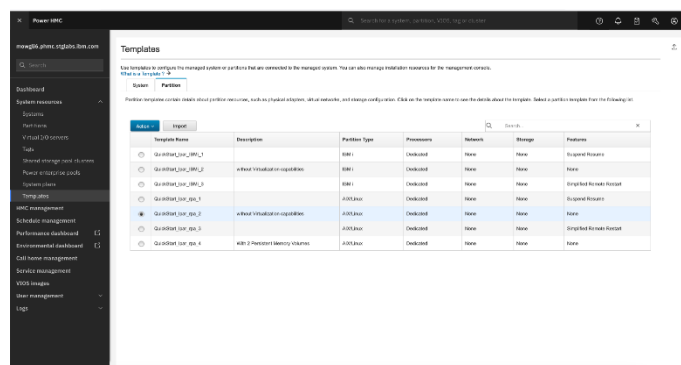 Power HMC
Search for a system, partition, VIOS, tag or cluster
mowgli6.phmc.stglabs.ibm.com
Search
Dashboard
System resources
Systems
Partitions
Virtual I/O servers
Tags
Shared storage pool clusters
Power enterprise pools
System plans
Templates
HMC management
Schedule management
Performance dashboard
Environmental dashboard
Call home management
Service management
VIOS images
User management
Logs
Templates
Use templates to configure the managed system or partitions that are connected to the managed system. You can also manage installation resources for the management console.
What is a template ?
System Partition
Partition templates contain details about partition resources, such as physical adapters, virtual networks, and storage configuration. Click on the template name to see the details about the template. Select a partition template from the following list
Action Import Search...
Template Name Description Partition Type Processors Network Storage Features
QuickStart_lpar_IBMi_1 IBM i Dedicated None None Suspend Resume
QuickStart_lpar_IBMi_2 without Virtualization capabilities IBM i Dedicated None None None
QuickStart_lpar_IBMi_3 IBM i Dedicated None None Simplified Remote Restart
QuickStart_lpar_rpa_1 AIX/Linux Dedicated None None Suspend Resume
QuickStart_lpar_rpa_2 without Virtualization capabilities AIX/Linux Dedicated None None None
QuickStart_lpar_rpa_3 AIX/Linux Dedicated None None Simplified Remote Restart
QuickStart_lpar_rpa_4 With 2 Persistent Memory Volumes AIX/Linux Dedicated None None None